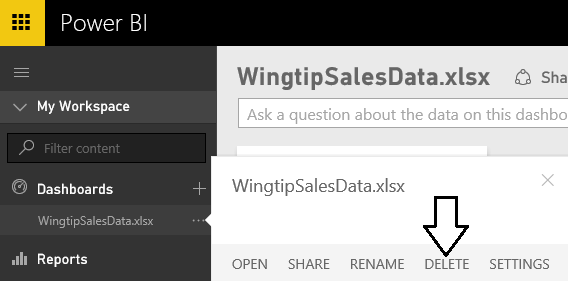 Power BI
WingtipSalesData.xlsx Sha
My Workspace
Ask a question about the data on this dashbo
Filter content
Dashboards +
WingtipSalesData.xlsx ...
WingtipSalesData.xlsx
Reports
OPEN SHARE RENAME DELETE SETTINGS